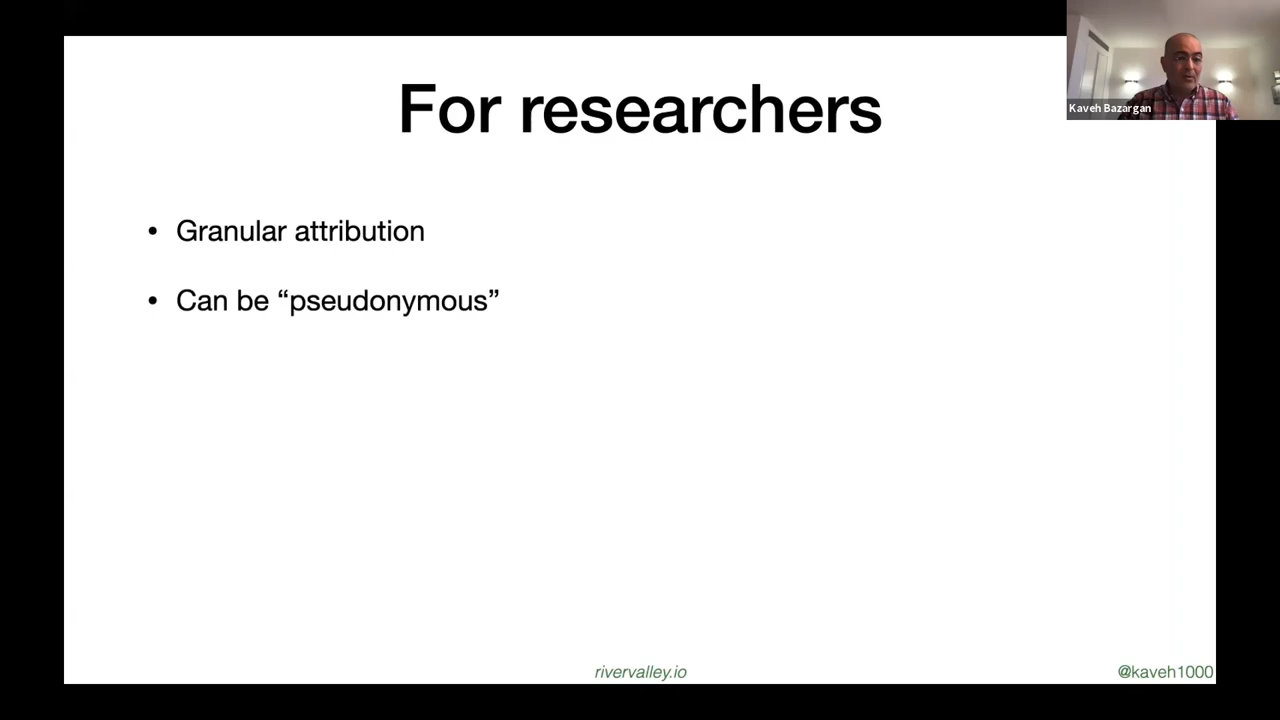 For researchers
Kaveh Bazargan
• Granular attribution
• Can be “pseudonymous”
rivervalley.io
@kaveh1000